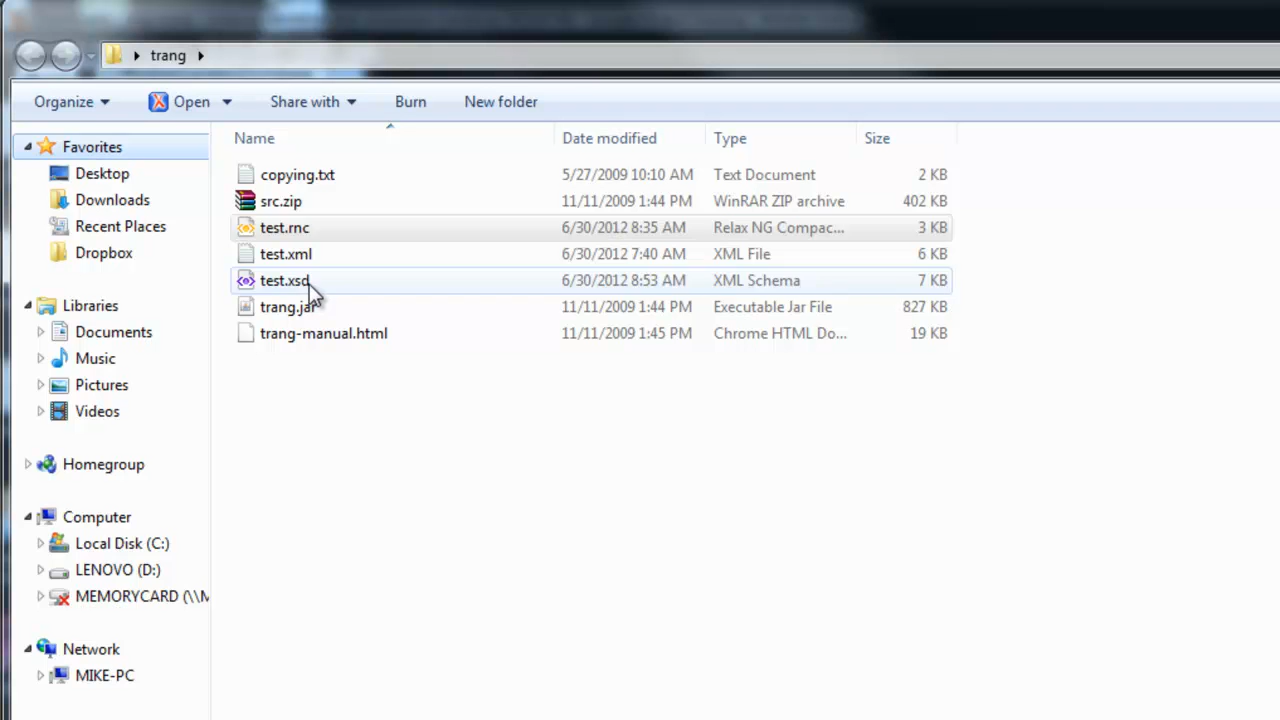 trang
Organize Open Share with Burn New folder
Name Date modified Type Size
Favorites
Desktop
Downloads
Recent Places
Dropbox
Libraries
Documents
Music
Pictures
Videos
Homegroup
Computer
Local Disk (C:)
LENOVO (D:)
MEMORYCARD (\\M
Network
MIKE-PC
copying.txt 5/27/2009 10:10 AM Text Document 2 KB
src.zip 11/11/2009 1:44 PM WinRAR ZIP archive 402 KB
test.rnc 6/30/2012 8:35 AM Relax NG Compac... 3 KB
test.xml 6/30/2012 7:40 AM XML File 6 KB
test.xsd 6/30/2012 8:53 AM XML Schema 7 KB
trang.jar 11/11/2009 1:44 PM Executable Jar File 827 KB
trang-manual.html 11/11/2009 1:45 PM Chrome HTML Do... 19 KB